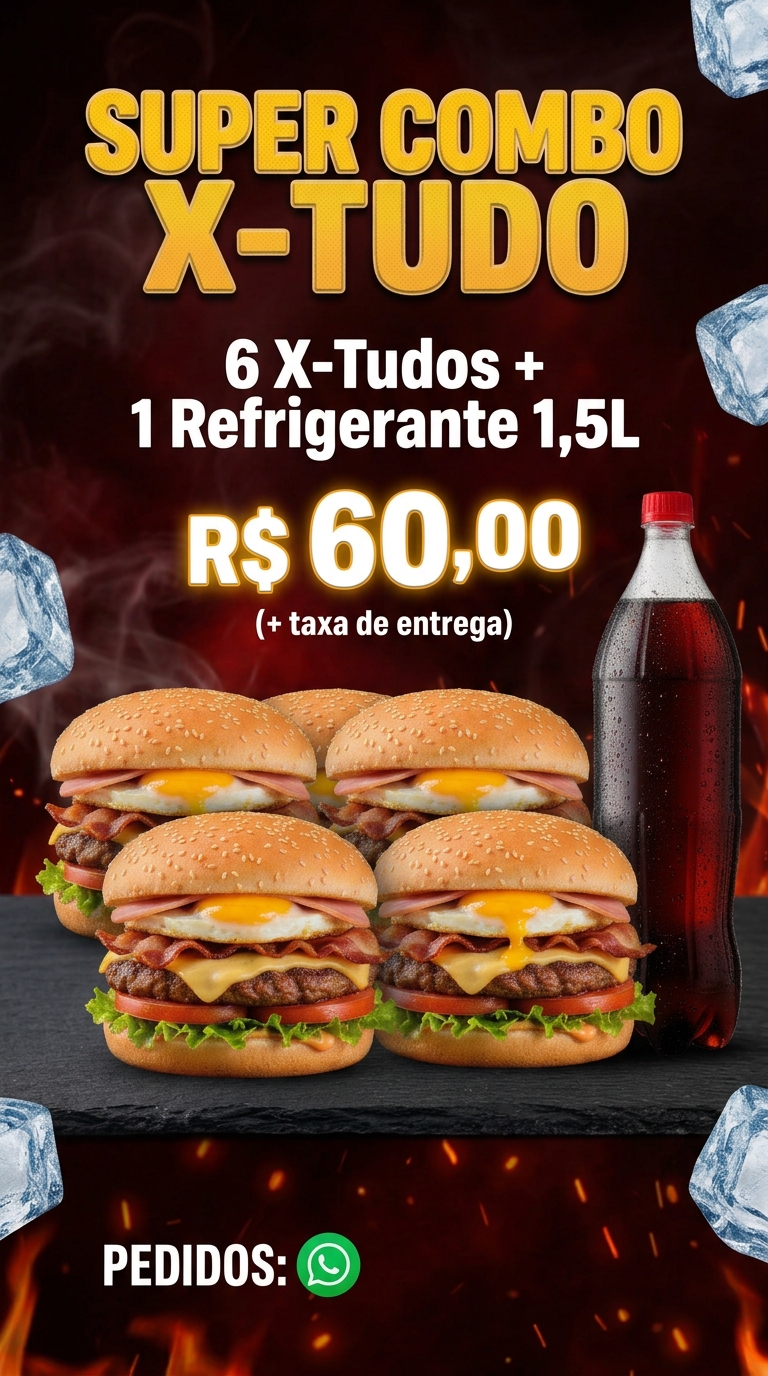 SUPER COMBO
X-TUDO
6 X-Tudos +
1 Refrigerante 1,5L
R$ 60,00
(+ taxa de entrega)
PEDIDOS: